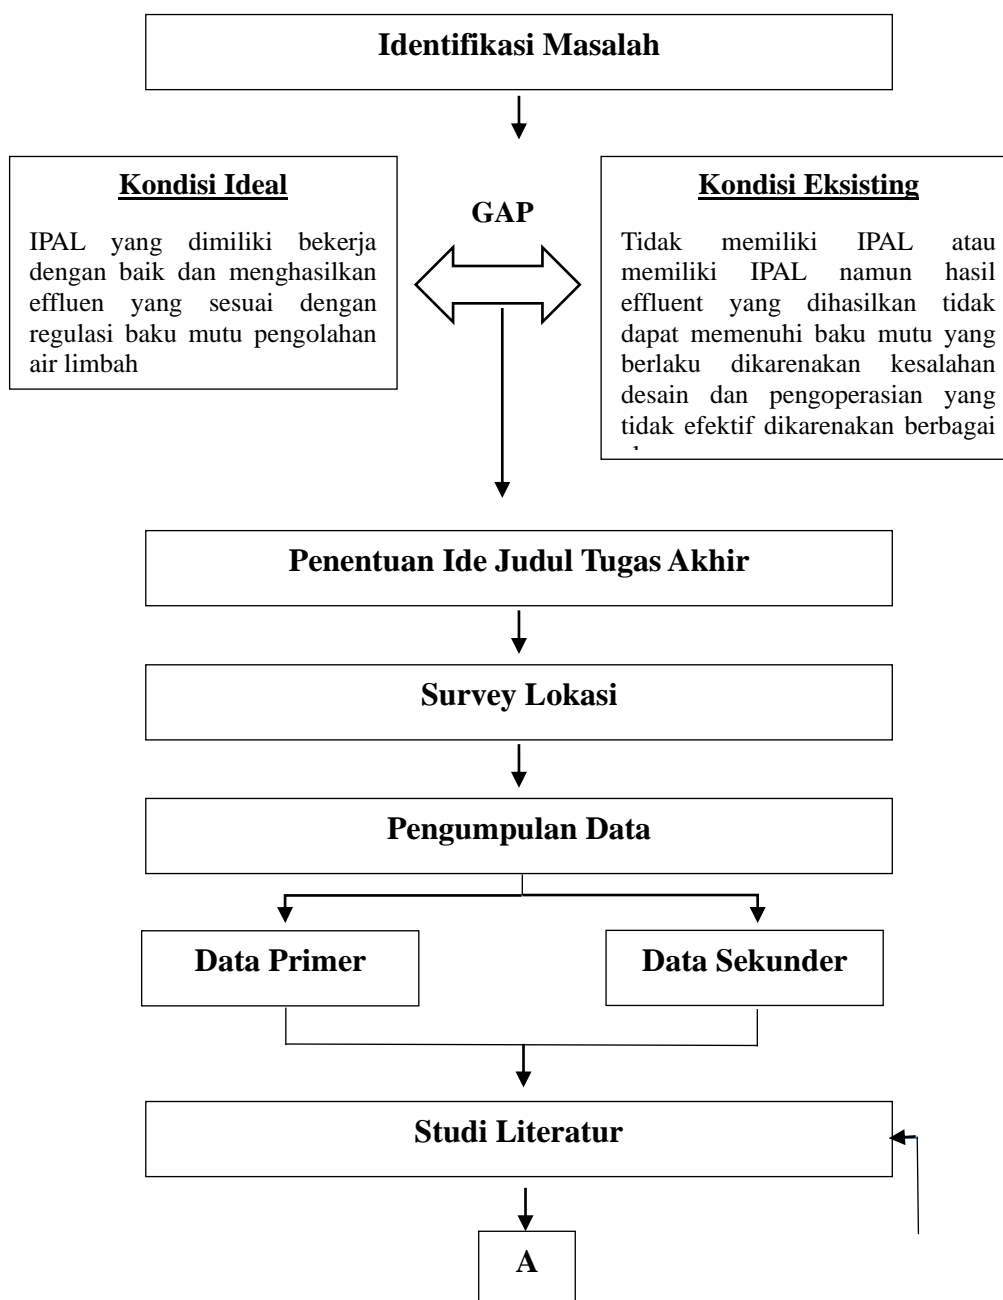 Identifikasi Masalah
Kondisi Ideal
IPAL yang dimiliki bekerja
dengan baik dan menghasilkan
effluen yang sesuai dengan
regulasi baku mutu pengolahan
air limbah
GAP
Kondisi Eksisting
Tidak memiliki IPAL atau
memiliki IPAL namun hasil
effluent yang dihasilkan tidak
dapat memenuhi baku mutu yang
berlaku dikarenakan kesalahan
desain dan pengoperasian yang
tidak efektif dikarenakan berbagai
Penentuan Ide Judul Tugas Akhir
Survey Lokasi
Pengumpulan Data
Data Primer
Data Sekunder
Studi Literatur
A